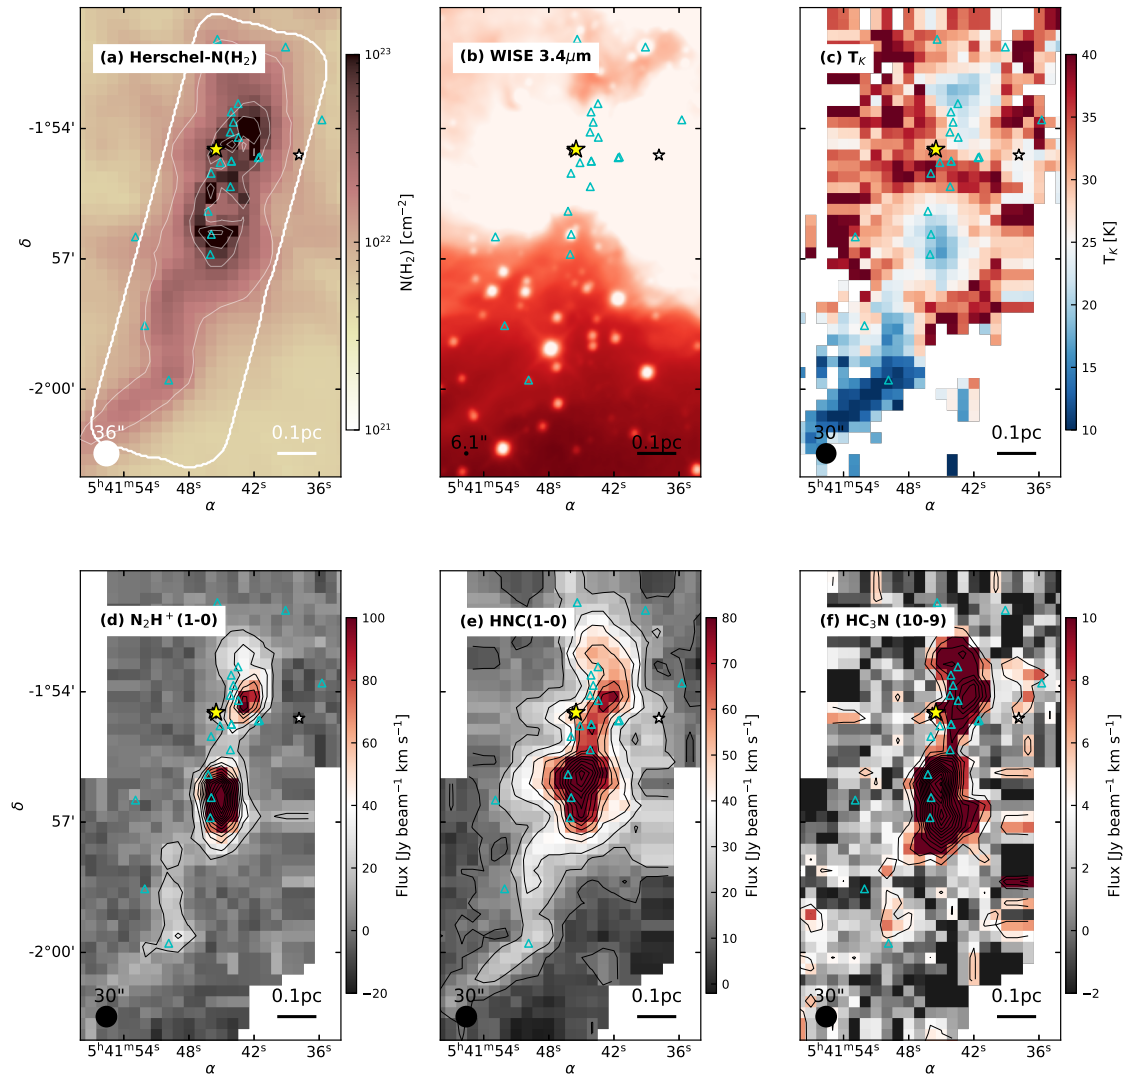 (a) Herschel-N(H₂)
36"
0.1pc
-1°54'
57'
-2°00'
δ
5ʰ41ᵐ54ˢ 48ˢ 42ˢ 36ˢ
α
10²³
10²²
10²¹
N(H₂) [cm⁻²]
(b) WISE 3.4μm
6.1"
0.1pc
5ʰ41ᵐ54ˢ 48ˢ 42ˢ 36ˢ
α
(c) T_K
30"
0.1pc
5ʰ41ᵐ54ˢ 48ˢ 42ˢ 36ˢ
α
40
35
30
25
20
15
10
T_K [K]
(d) N₂H⁺(1-0)
30"
0.1pc
-1°54'
57'
-2°00'
δ
5ʰ41ᵐ54ˢ 48ˢ 42ˢ 36ˢ
α
100
80
60
40
20
0
−20
Flux [Jy beam⁻¹ km s⁻¹]
(e) HNC(1-0)
30"
0.1pc
5ʰ41ᵐ54ˢ 48ˢ 42ˢ 36ˢ
α
80
70
60
50
40
30
20
10
0
Flux [Jy beam⁻¹ km s⁻¹]
(f) HC₃N (10-9)
30"
0.1pc
5ʰ41ᵐ54ˢ 48ˢ 42ˢ 36ˢ
α
10
8
6
4
2
0
−2
Flux [Jy beam⁻¹ km s⁻¹]